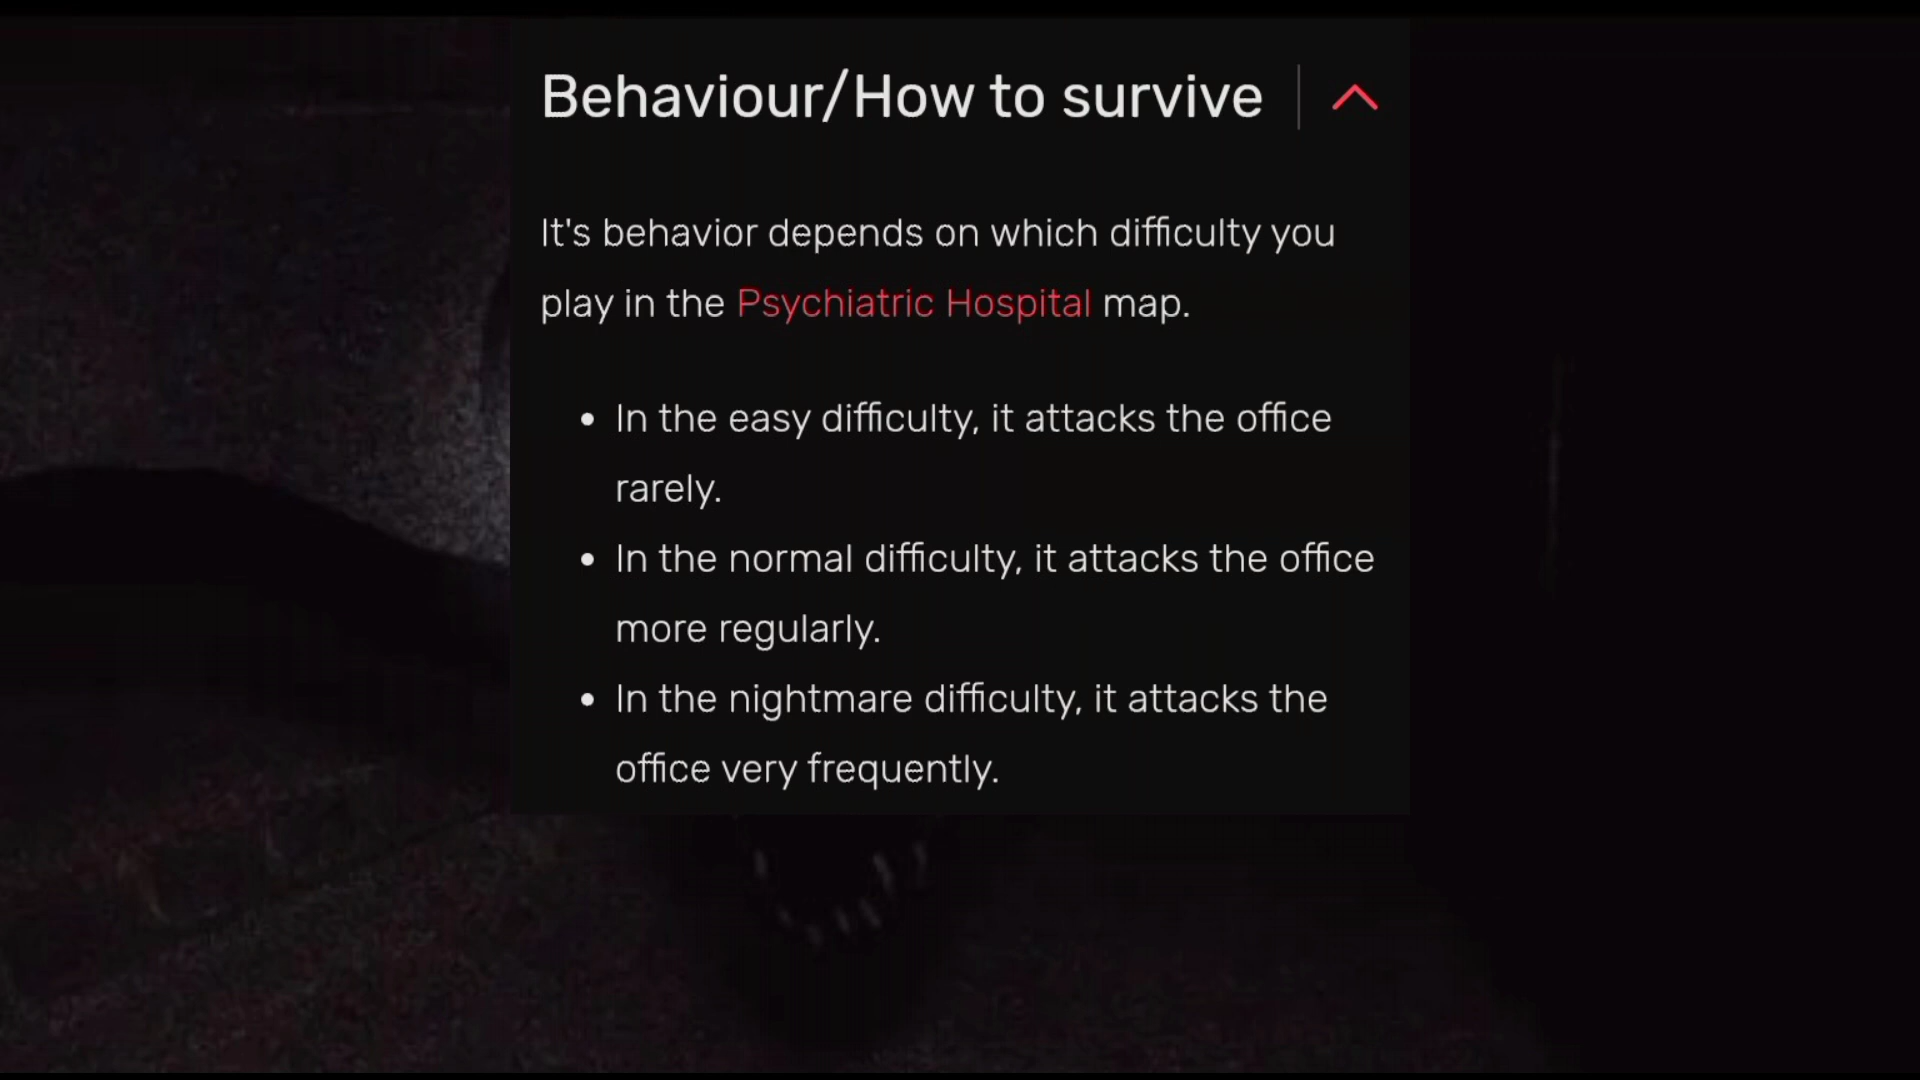 Behaviour/How to survive
It's behavior depends on which difficulty you
play in the Psychiatric Hospital map.
• In the easy difficulty, it attacks the office
rarely.
• In the normal difficulty, it attacks the office
more regularly.
• In the nightmare difficulty, it attacks the
office very frequently.